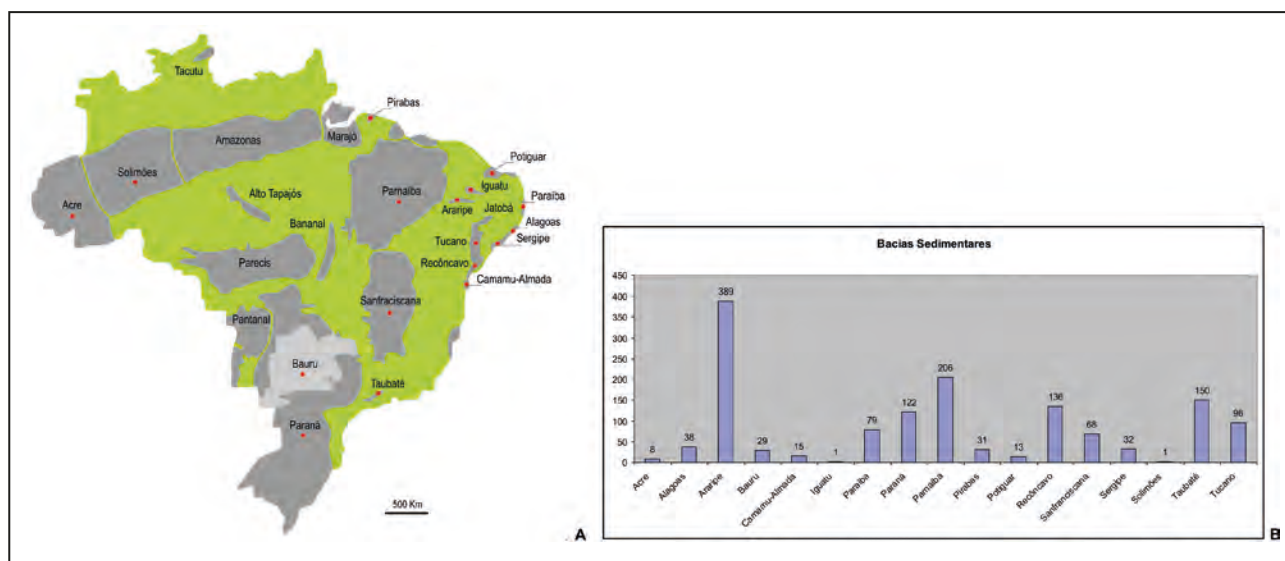 Tacutu
Pirabas
Amazonas
Marajó
Potiguar
Solimões
Iguatu
Alto Tapajós
Parnaíba
Paraíba
Acre
Araripe
Jatobá
Bananal
Alagoas
Tucano
Sergipe
Parecis
Recôncavo
Camamu-Almada
Sanfraciscana
Pantanal
Bauru
Taubaté
Paraná
500 Km
A
Bacias Sedimentares
450
400
350
300
250
200
150
100
50
0
8
38
389
29
15
1
79
122
206
31
13
136
68
32
1
150
96
Acre
Alagoas
Araripe
Bauru
Camamu-Almada
Iguatu
Paraíba
Paraná
Parnaíba
Pirabas
Potiguar
Recôncavo
Sanfranciscana
Sergipe
Solimões
Taubaté
Tucano
B